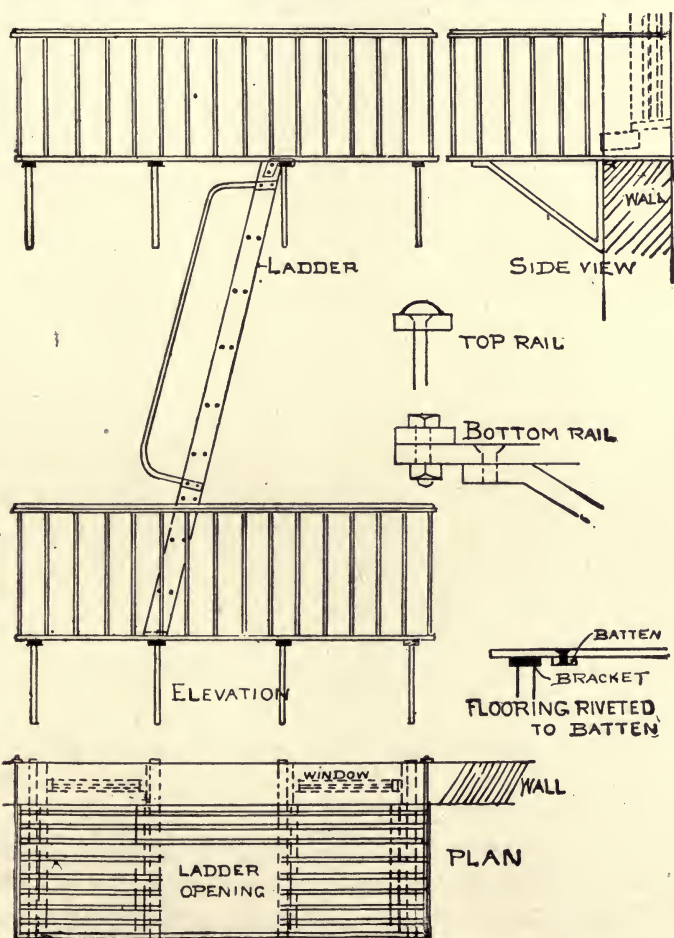 WALL
LADDER
SIDE VIEW
TOP RAIL
BOTTOM RAIL
BATTEN
BRACKET
ELEVATION
FLOORING RIVETED
TO BATTEN
WINDOW
WALL
PLAN
LADDER
OPENING